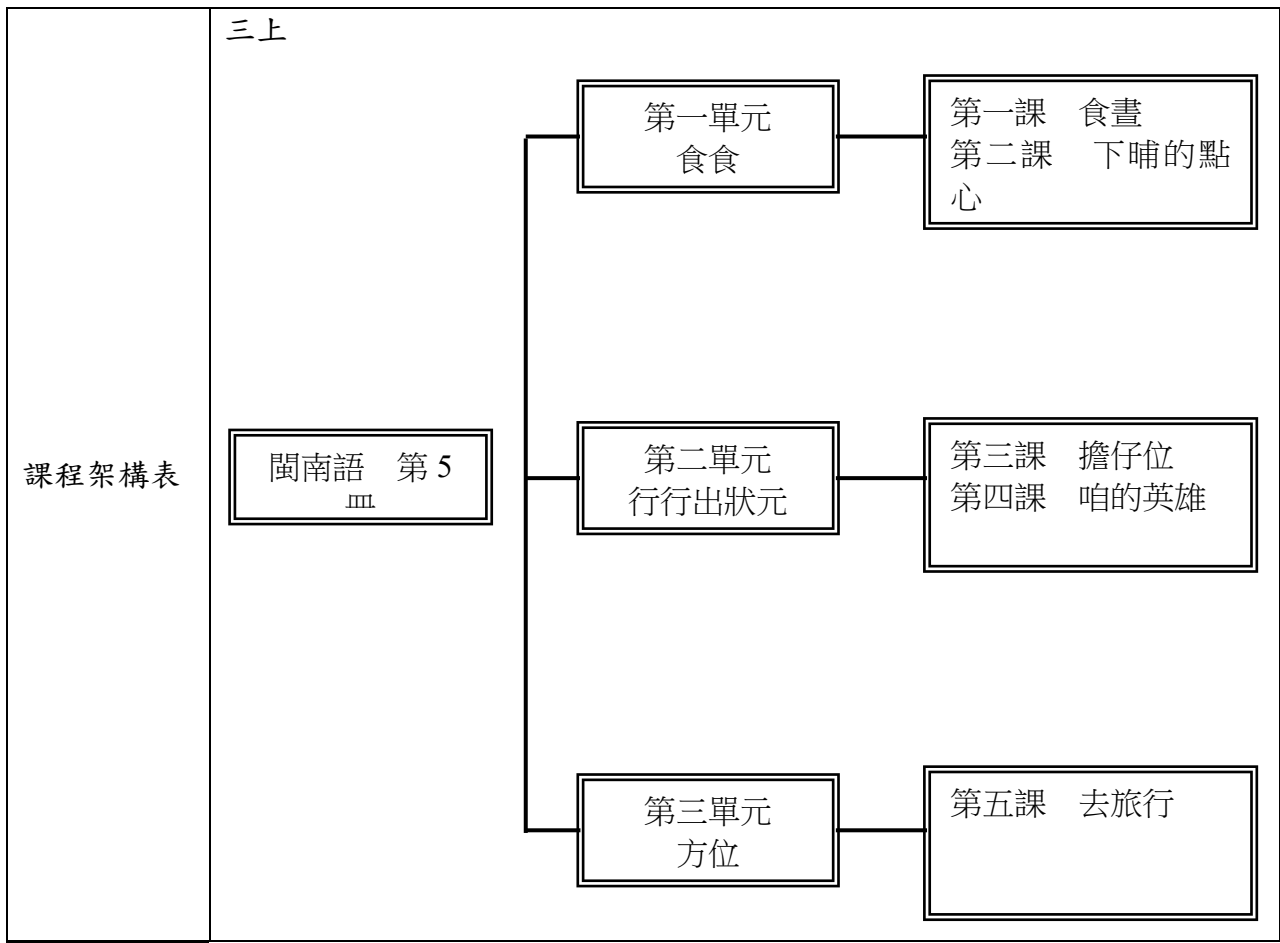 三上
課程架構表
閩南語　第 5
第一單元
食食
第一課　食晝
第二課　下晡的點
心
第二單元
行行出狀元
第三課　擔仔位
第四課　咱的英雄
第三單元
方位
第五課　去旅行